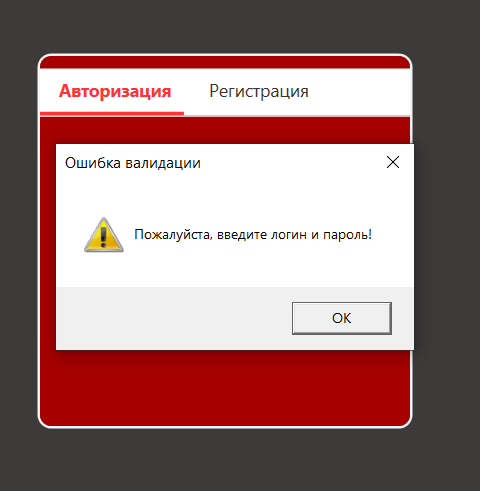 Авторизация Регистрация
Ошибка валидации
Пожалуйста, введите логин и пароль!
OK